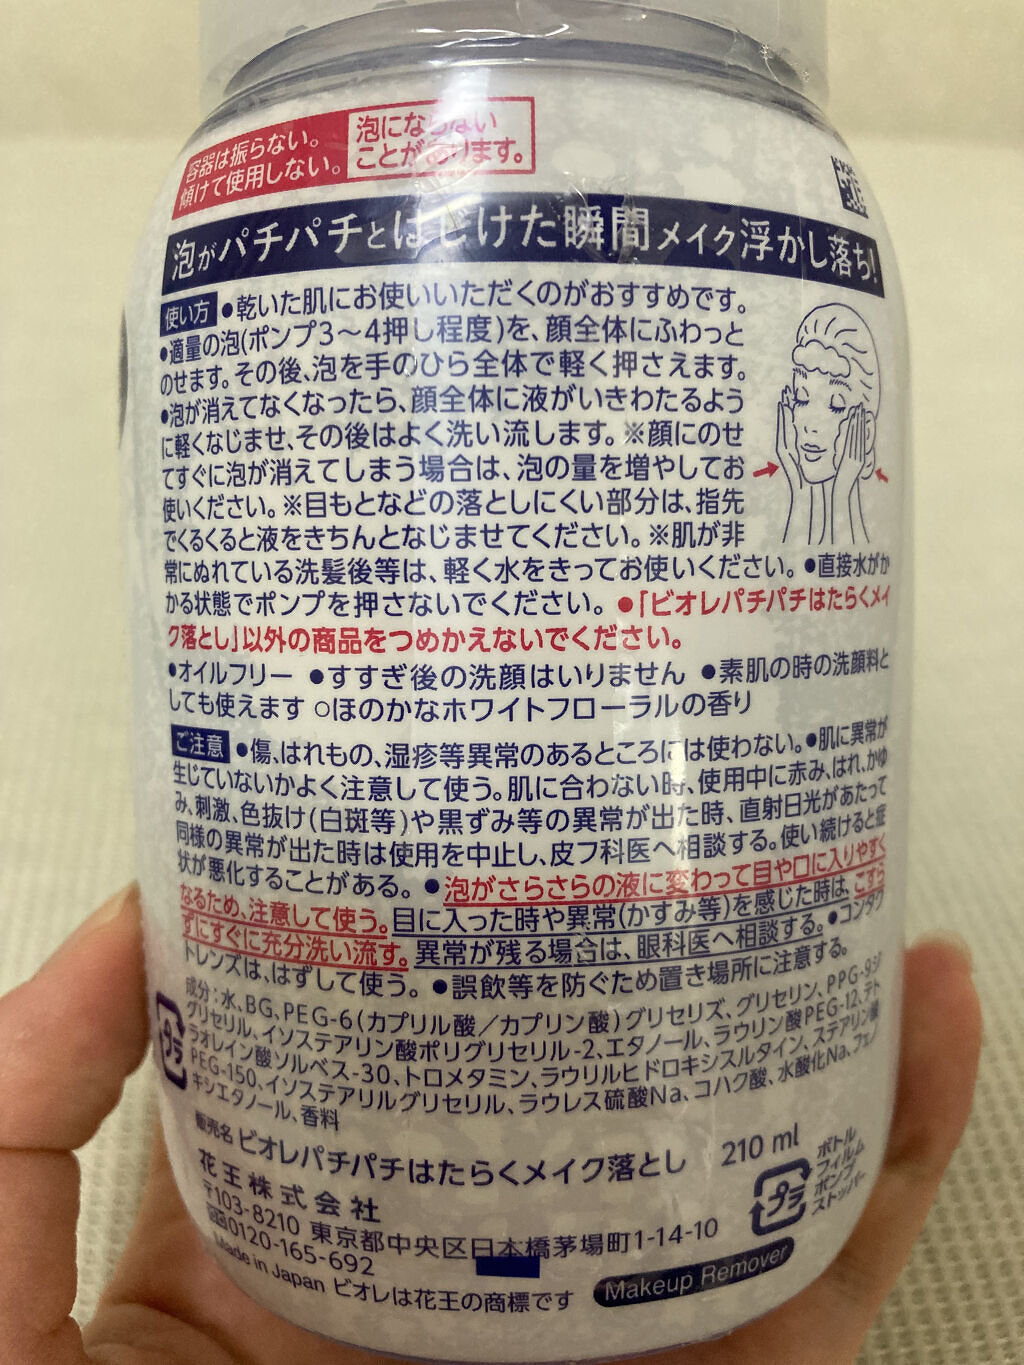 容器は振らない。
傾けて使用しない。
泡にならない
ことがあります。
泡がパチパチとはじけた瞬間メイク浮かし落ち!
使い方 ●乾いた肌にお使いいただくのがおすすめです。
●適量の泡(ポンプ3〜4押し程度)を、顔全体にふわっと
のせます。その後、泡を手のひら全体で軽く押さえます。
●泡が消えてなくなったら、顔全体に液がいきわたるよう
に軽くなじませ、その後はよく洗い流します。※顔にのせ
てすぐに泡が消えてしまう場合は、泡の量を増やしてお
使いください。※目もとなどの落としにくい部分は、指先
でくるくると液をきちんとなじませてください。※肌が非
常にぬれている洗髪後等は、軽く水をきってお使いください。●直接水がか
かる状態でポンプを押さないでください。●「ビオレパチパチはたらくメイ
ク落とし」以外の商品をつめかえないでください。
●オイルフリー ●すすぎ後の洗顔はいりません ●素肌の時の洗顔料と
しても使えます ○ほのかなホワイトフローラルの香り
ご注意 ●傷、はれもの、湿疹等異常のあるところには使わない。●肌に異常が
生じていないかよく注意して使う。肌に合わない時、使用中に赤み、はれ、かゆ
み、刺激、色抜け(白斑等)や黒ずみ等の異常が出た時、直射日光があたって
同様の異常が出た時は使用を中止し、皮フ科医へ相談する。使い続けると症
状が悪化することがある。●泡がさらさらの液に変わって目や口に入りやすく
なるため、注意して使う。目に入った時や異常(かすみ等)を感じた時は、こすら
ずにすぐに充分洗い流す。異常が残る場合は、眼科医へ相談する。●コンタク
トレンズは、はずして使う。●誤飲等を防ぐため置き場所に注意する。
成分:水、BG、PEG-6(カプリル酸/カプリン酸)グリセリズ、グリセリン、PPG-9ジ
グリセリル、イソステアリン酸ポリグリセリル-2、エタノール、ラウリン酸PEG-12、テト
ラオレイン酸ソルベス-30、トロメタミン、ラウリルヒドロキシスルタイン、ステアリン酸
PEG-150、イソステアリルグリセリル、ラウレス硫酸Na、コハク酸、水酸化Na、フェノ
キシエタノール、香料
プラ
販売名 ビオレパチパチはたらくメイク落とし 210 ml
花王株式会社
〒103-8210 東京都中央区日本橋茅場町1-14-10
0120-165-692
Made in Japan ビオレは花王の商標です
プラ
ボトル
フィルム
ポンプ
ストッパー
Makeup Remover